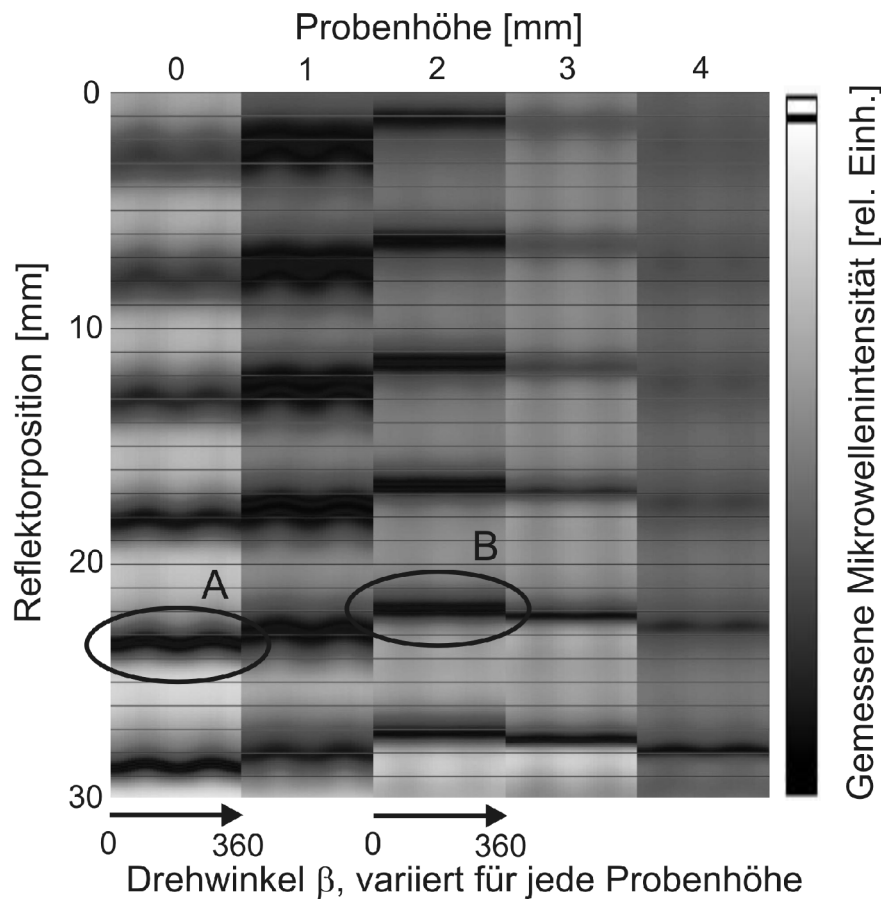 Probenhöhe [mm]
0 1 2 3 4
0
10
20
30
Reflektorposition [mm]
A
B
Gemessene Mikrowellenintensität [rel. Einh.]
0 360 0 360
Drehwinkel β, variiert für jede Probenhöhe